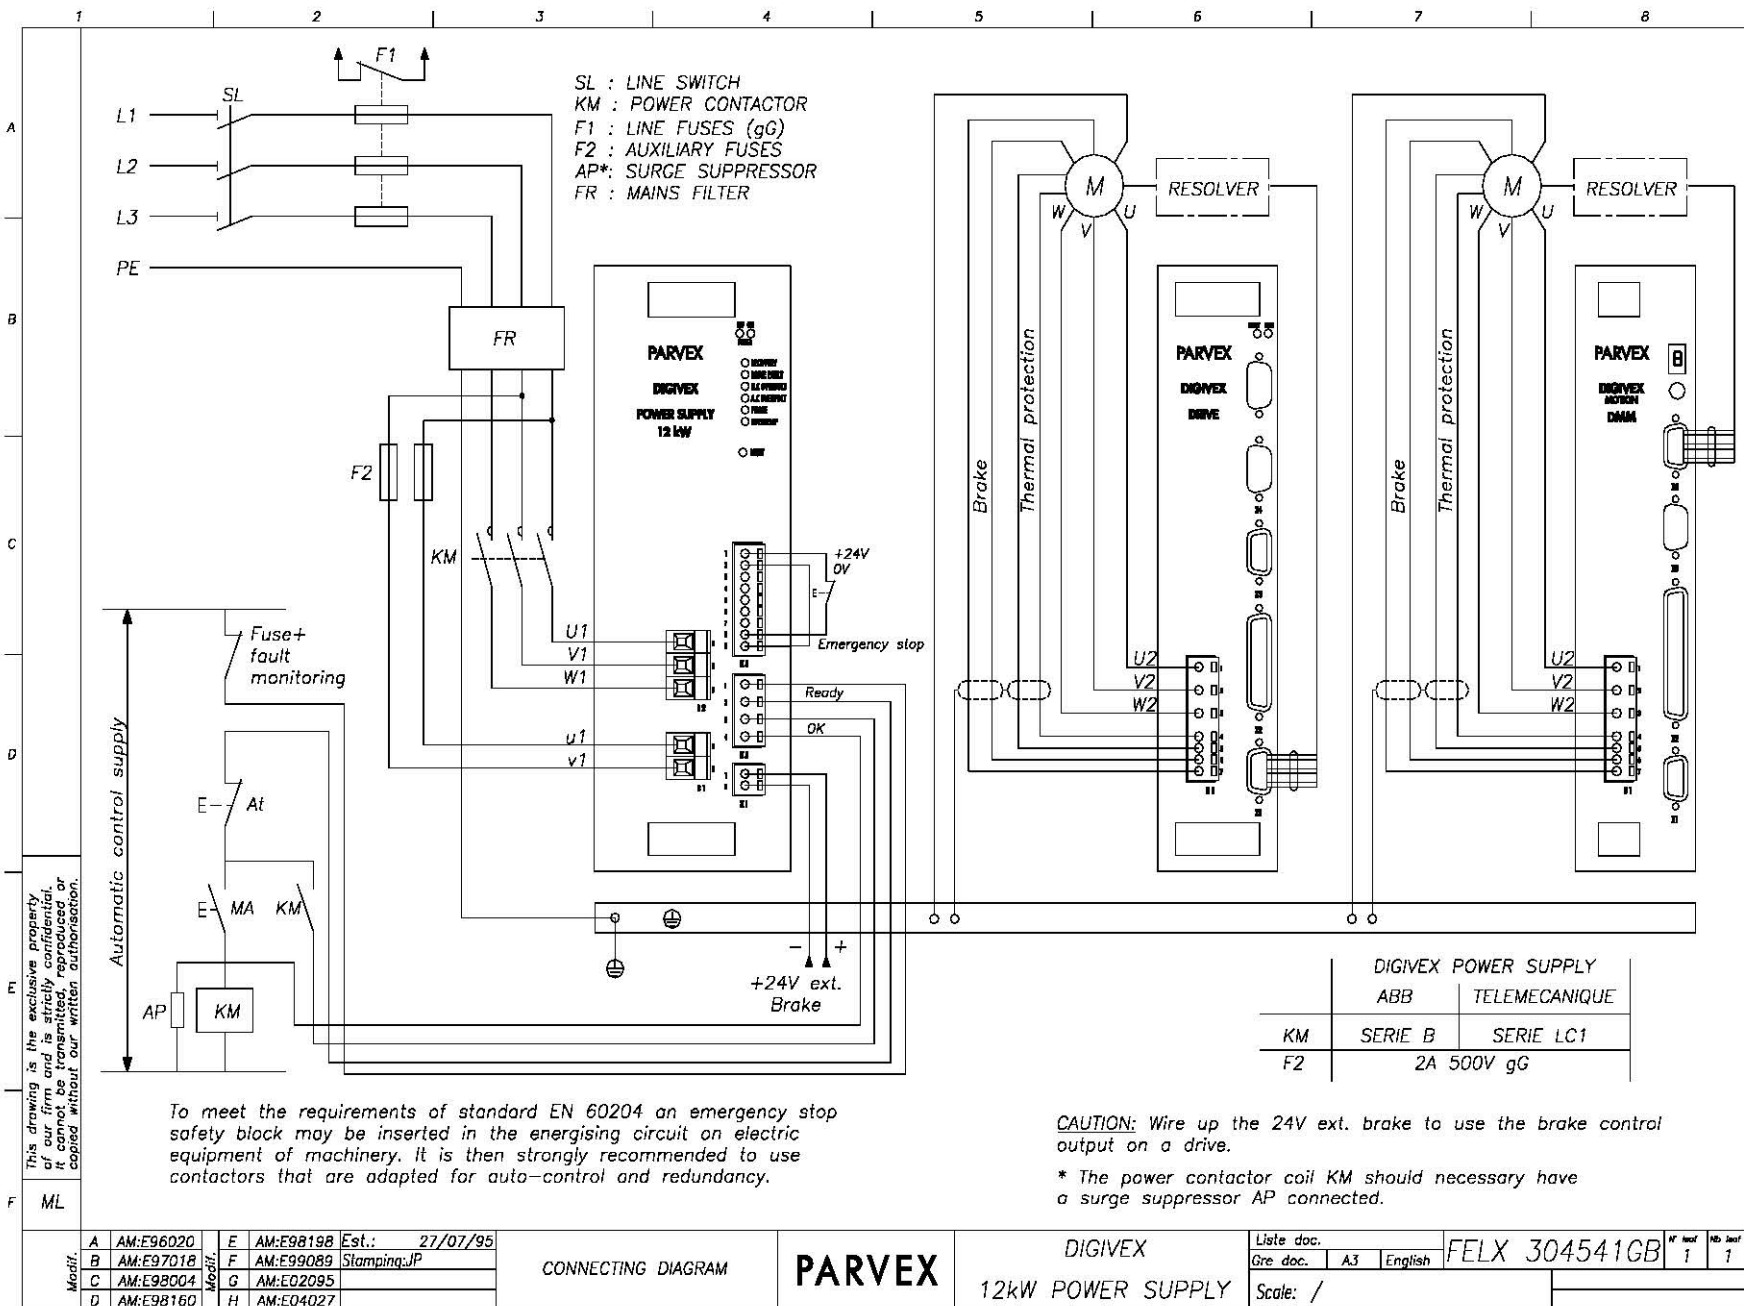 1 2 3 4 5 6 7 8
A
B
C
D
E
F
F1
SL
L1
L2
L3
PE
SL : LINE SWITCH
KM : POWER CONTACTOR
F1 : LINE FUSES (gG)
F2 : AUXILIARY FUSES
AP*: SURGE SUPPRESSOR
FR : MAINS FILTER
FR
F2
KM
U1
V1
W1
u1
v1
PARVEX
DIGIVEX
POWER SUPPLY
12 kW
+24V
0V
E
Emergency stop
Ready
OK
- +
+24V ext.
Brake
M
RESOLVER
W
V
U
Brake
Thermal protection
PARVEX
DIGIVEX
DRIVE
U2
V2
W2
M
RESOLVER
W
V
U
Brake
Thermal protection
PARVEX
DIGIVEX
MOTION
DMM
U2
V2
W2
Automatic control supply
Fuse+
fault
monitoring
E
At
E
MA
KM
AP
KM
DIGIVEX POWER SUPPLY
ABB TELEMECANIQUE
KM SERIE B SERIE LC1
F2 2A 500V gG
To meet the requirements of standard EN 60204 an emergency stop
safety block may be inserted in the energising circuit on electric
equipment of machinery. It is then strongly recommended to use
contactors that are adapted for auto-control and redundancy.
CAUTION: Wire up the 24V ext. brake to use the brake control
output on a drive.
* The power contactor coil KM should necessary have
a surge suppressor AP connected.
This drawing is the exclusive property
of our firm and is strictly confidential.
It cannot be transmitted, reproduced or
copied without our written authorisation.
ML
Modif.
A AM:E96020
B AM:E97018
C AM:E98004
D AM:E98160
Modif.
E AM:E98198
F AM:E99089
G AM:E02095
H AM:E04027
Est.: 27/07/95
Stamping:JP
CONNECTING DIAGRAM
PARVEX
DIGIVEX
12kW POWER SUPPLY
Liste doc.
Gre doc. A3 English
FELX 304541GB
1
1
Scale: /